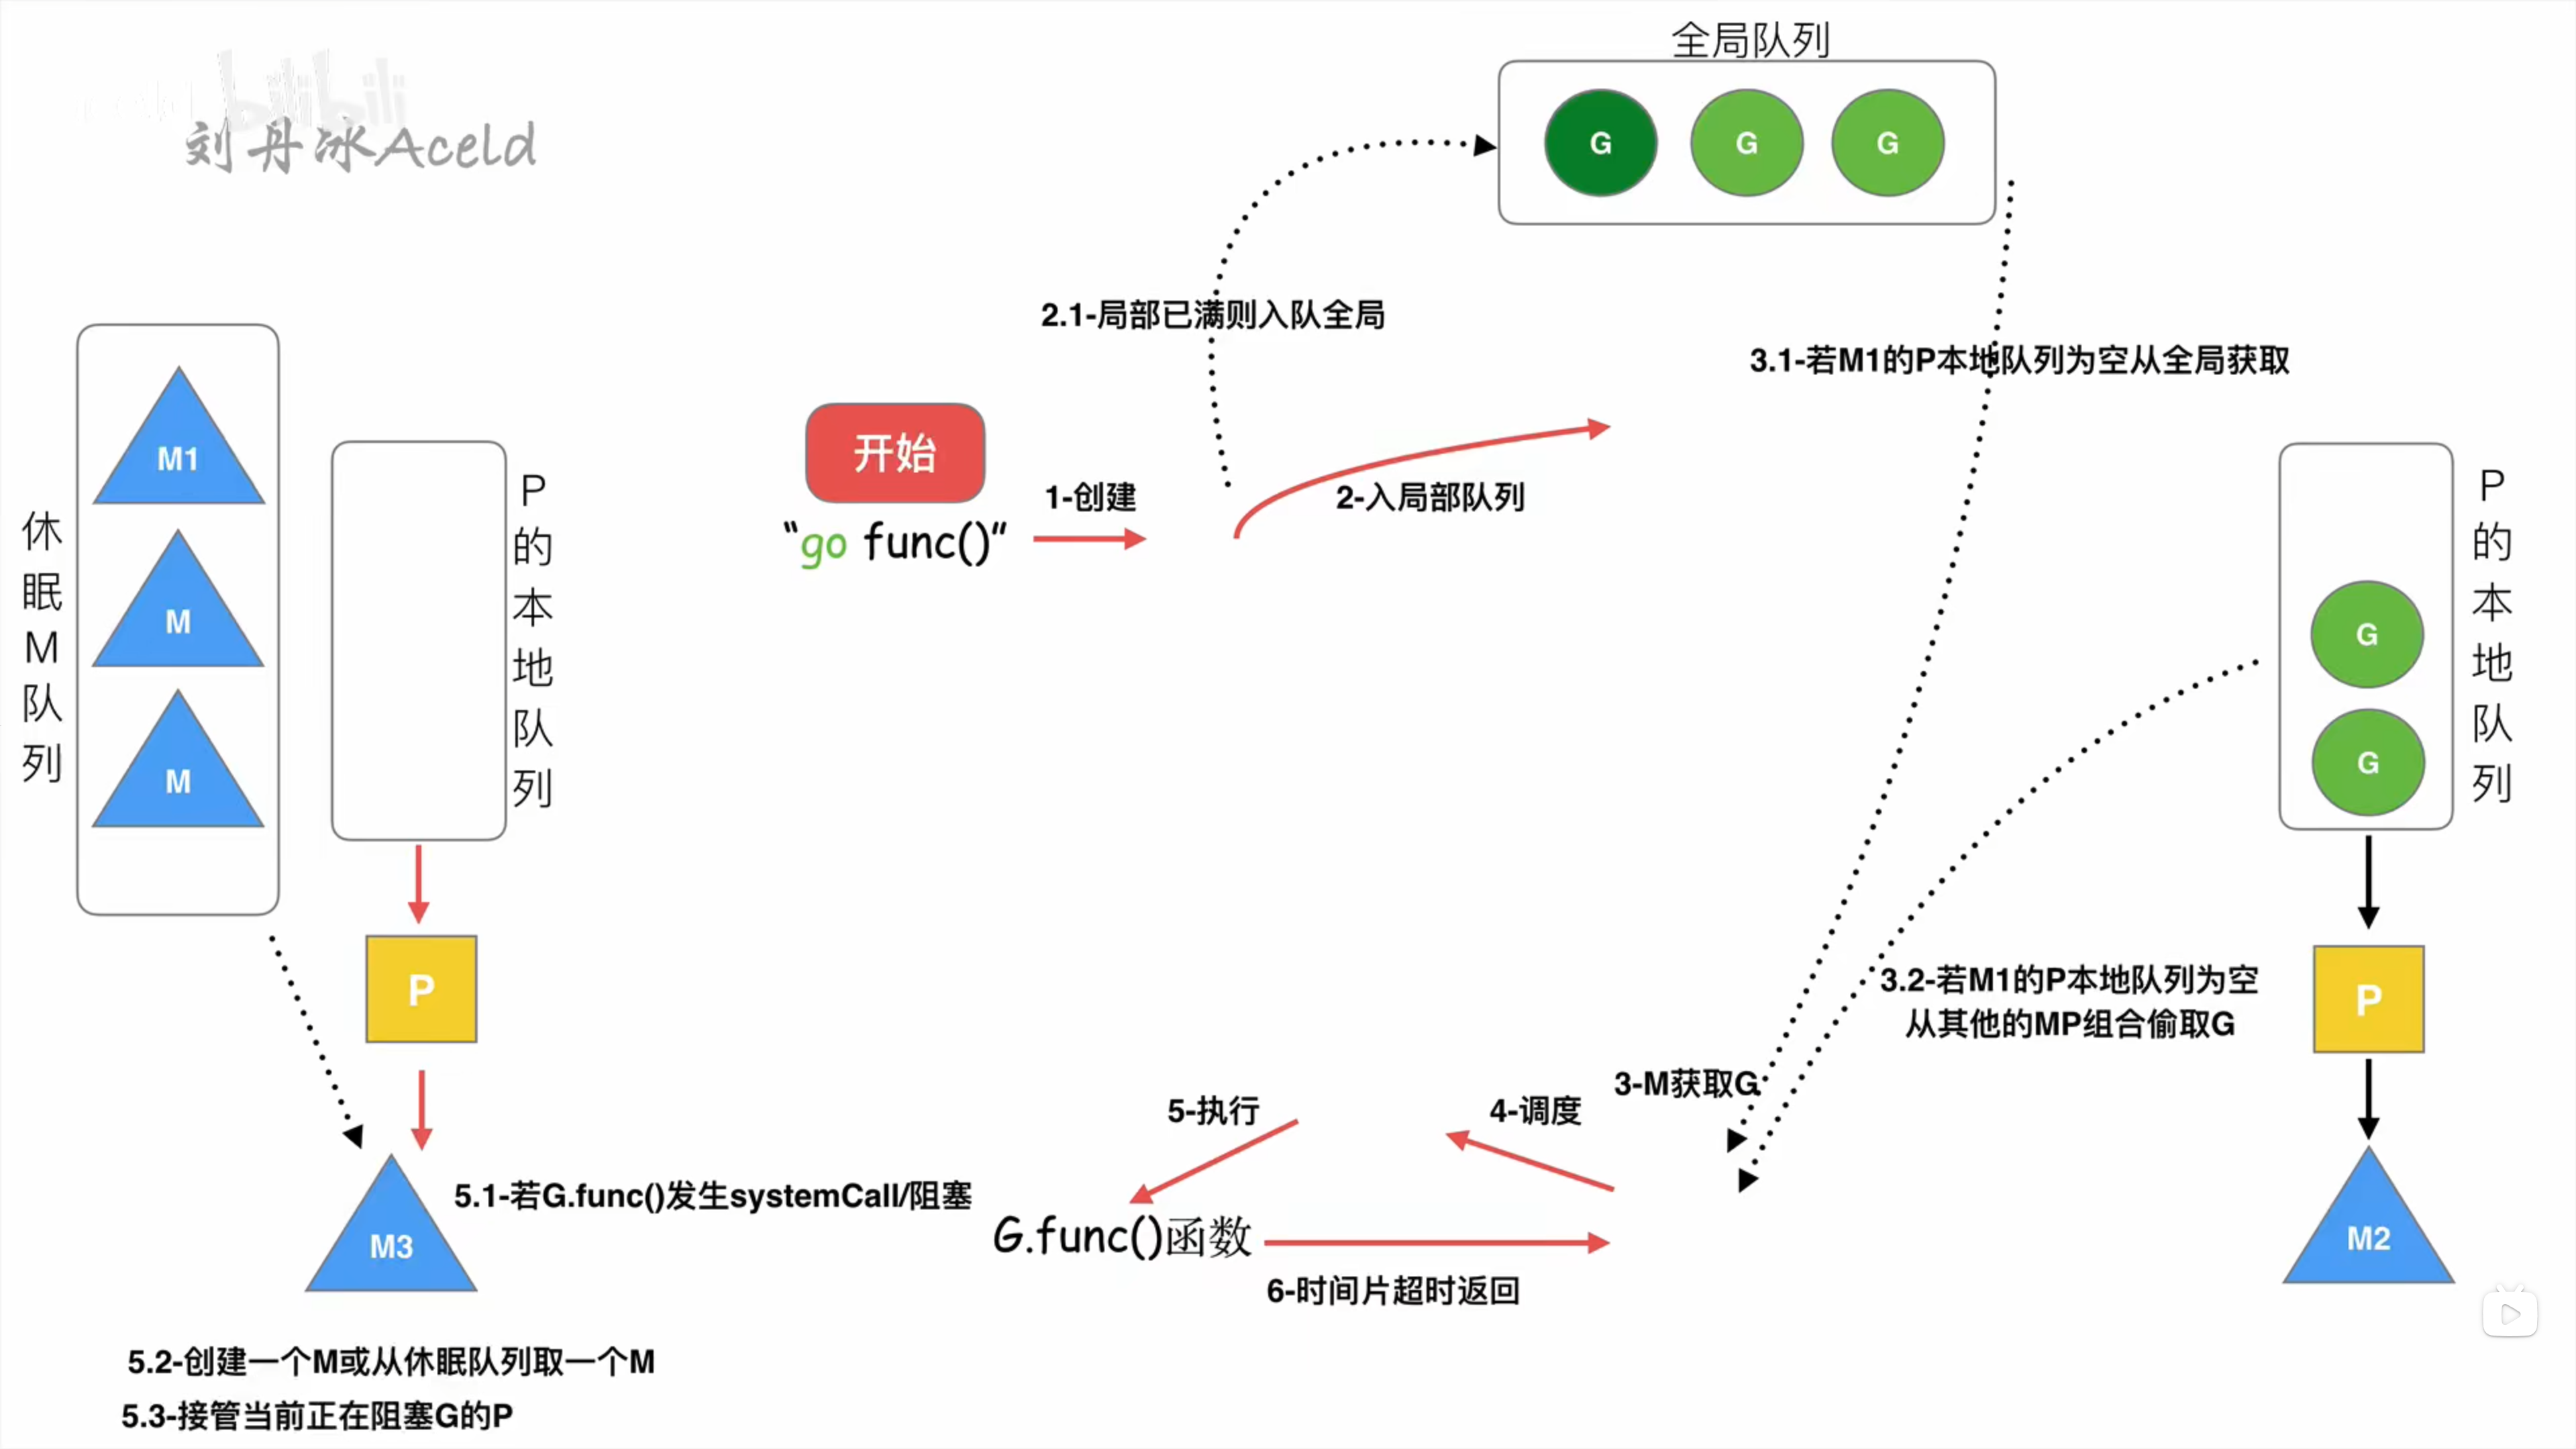 全局队列
bilibili
刘丹冰Aceld
G
G
G
2.1-局部已满则入队全局
3.1-若M1的P本地队列为空从全局获取
开始
1-创建
2-入局部队列
“go func()”
休眠M队列
M1
M
M
P的本地队列
P
M3
P的本地队列
G
G
P
M2
3.2-若M1的P本地队列为空
从其他的MP组合偷取G
3-M获取G
4-调度
5-执行
5.1-若G.func()发生systemCall/阻塞
G.func()函数
6-时间片超时返回
5.2-创建一个M或从休眠队列取一个M
5.3-接管当前正在阻塞G的P